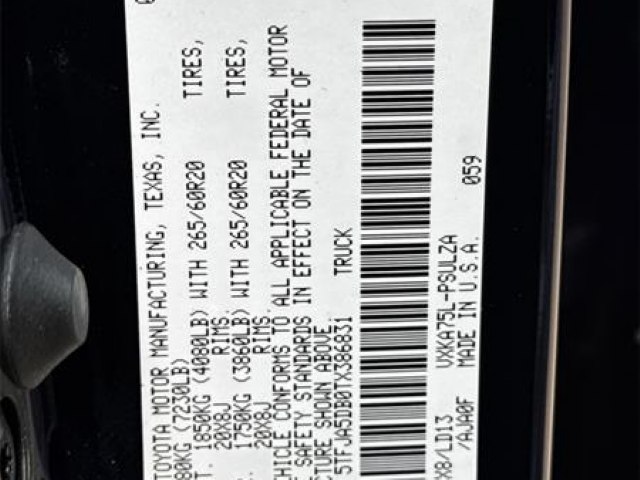 TOYOTA MOTOR MANUFACTURING, TEXAS, INC.
80KG (7230LB)
T. 1850KG (4080LB) WITH 265/60R20 TIRES,
20X8J RIMS,
1750KG (3860LB) WITH 265/60R20 TIRES,
20X8J RIMS.
HICLE CONFORMS TO ALL APPLICABLE FEDERAL MOTOR
E SAFETY STANDARDS IN EFFECT ON THE DATE OF
CTURE SHOWN ABOVE.
5TFJA5DB0TX386831 TRUCK
059
X8/LD13 VXKA75L-PSULZA
/AJA0F MADE IN U.S.A.